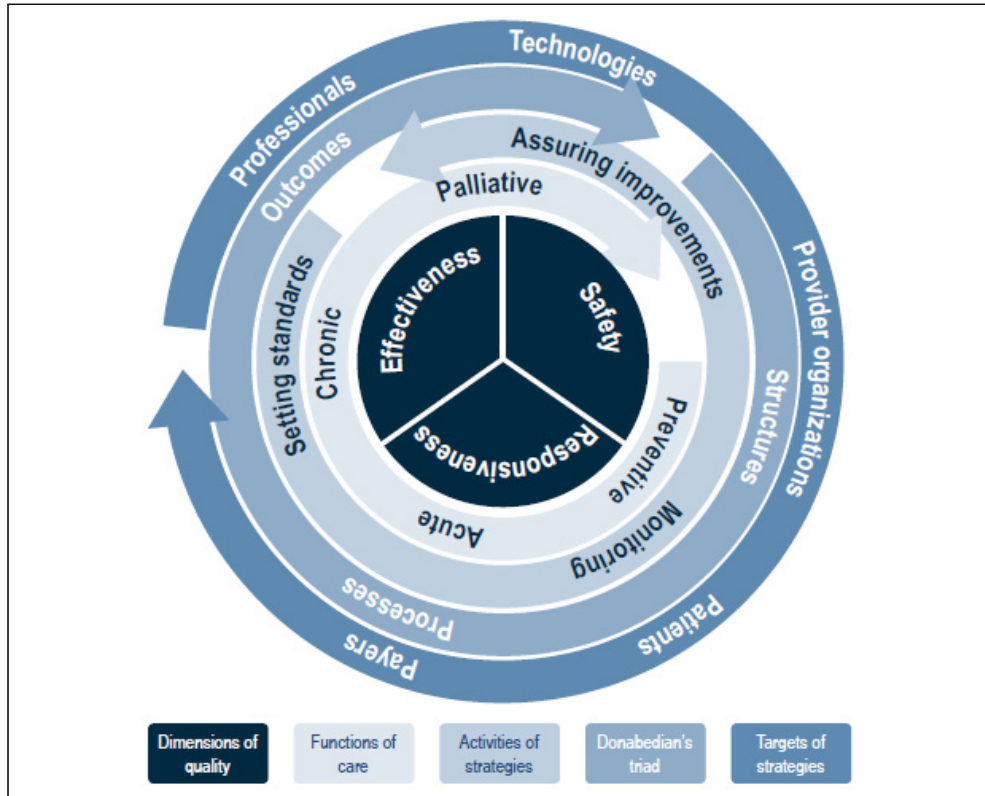 Technologies
Professionals
Provider organizations
Patients
Payers
Outcomes
Structures
Processes
Assuring improvements
Setting standards
Monitoring
Palliative
Chronic
Preventive
Acute
Effectiveness
Safety
Responsiveness
Dimensions of
quality
Functions of
care
Activities of
strategies
Donabedian's
triad
Targets of
strategies